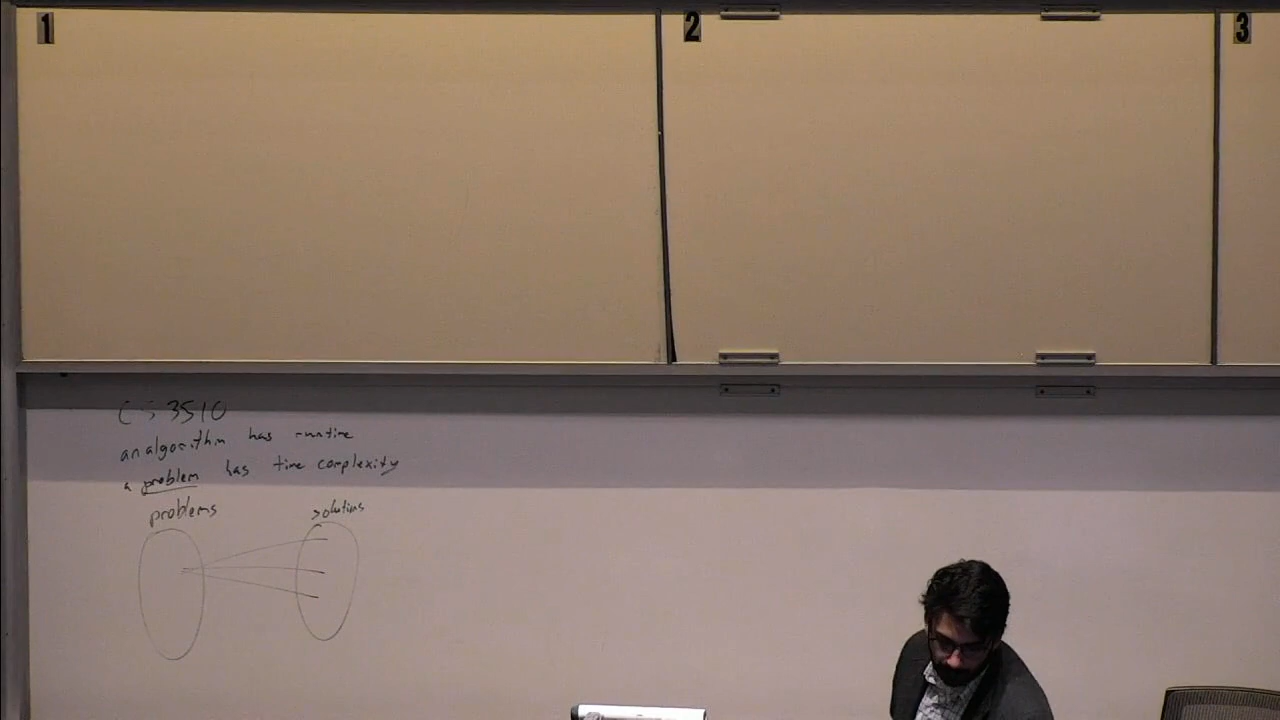 1
2
3
CS 3510
an algorithm has runtime
a problem has time complexity
problems
solutions